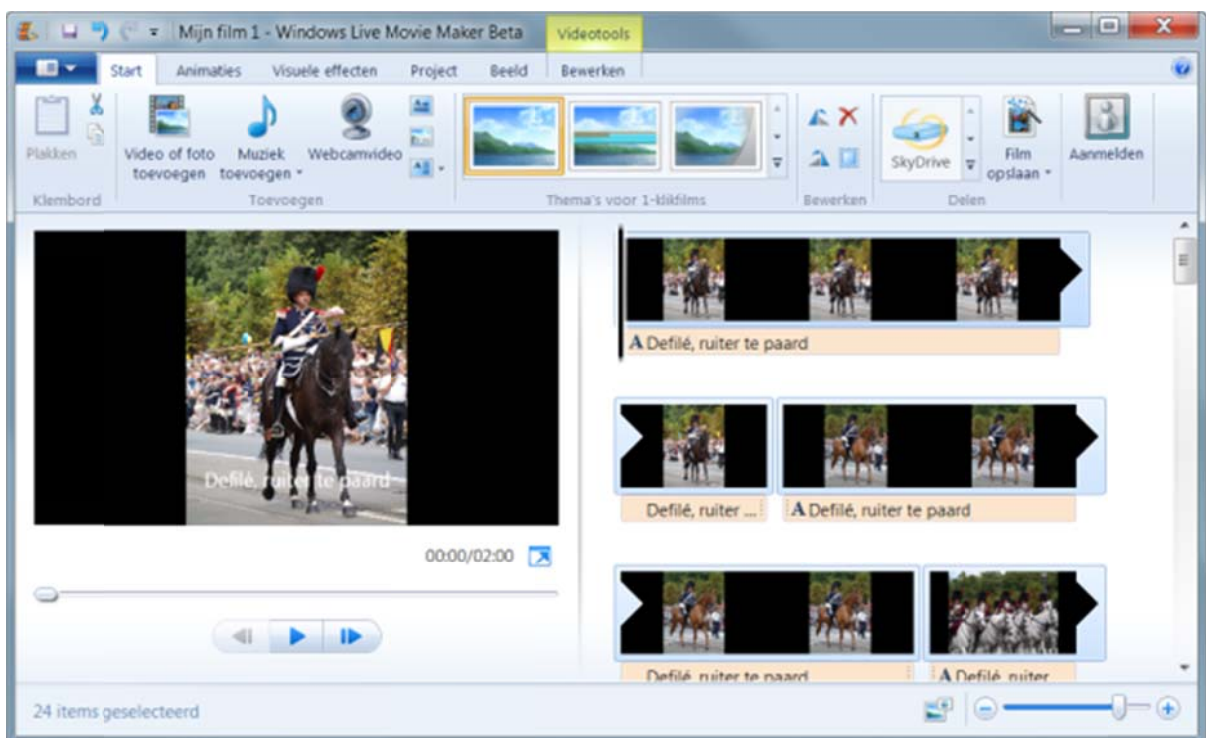 Mijn film 1 - Windows Live Movie Maker Beta
Videotools
Start Animaties Visuele effecten Project Beeld Bewerken
Plakken
Video of foto toevoegen
Muziek toevoegen
Webcamvideo
SkyDrive
Film opslaan
Aanmelden
Klembord
Toevoegen
Thema's voor 1-klikfilms
Bewerken
Delen
Defilé, ruiter te paard
00:00/02:00
A Defilé, ruiter te paard
Defilé, ruiter ...
A Defilé, ruiter te paard
Defilé, ruiter te paard
A Defilé, ruiter
24 items geselecteerd